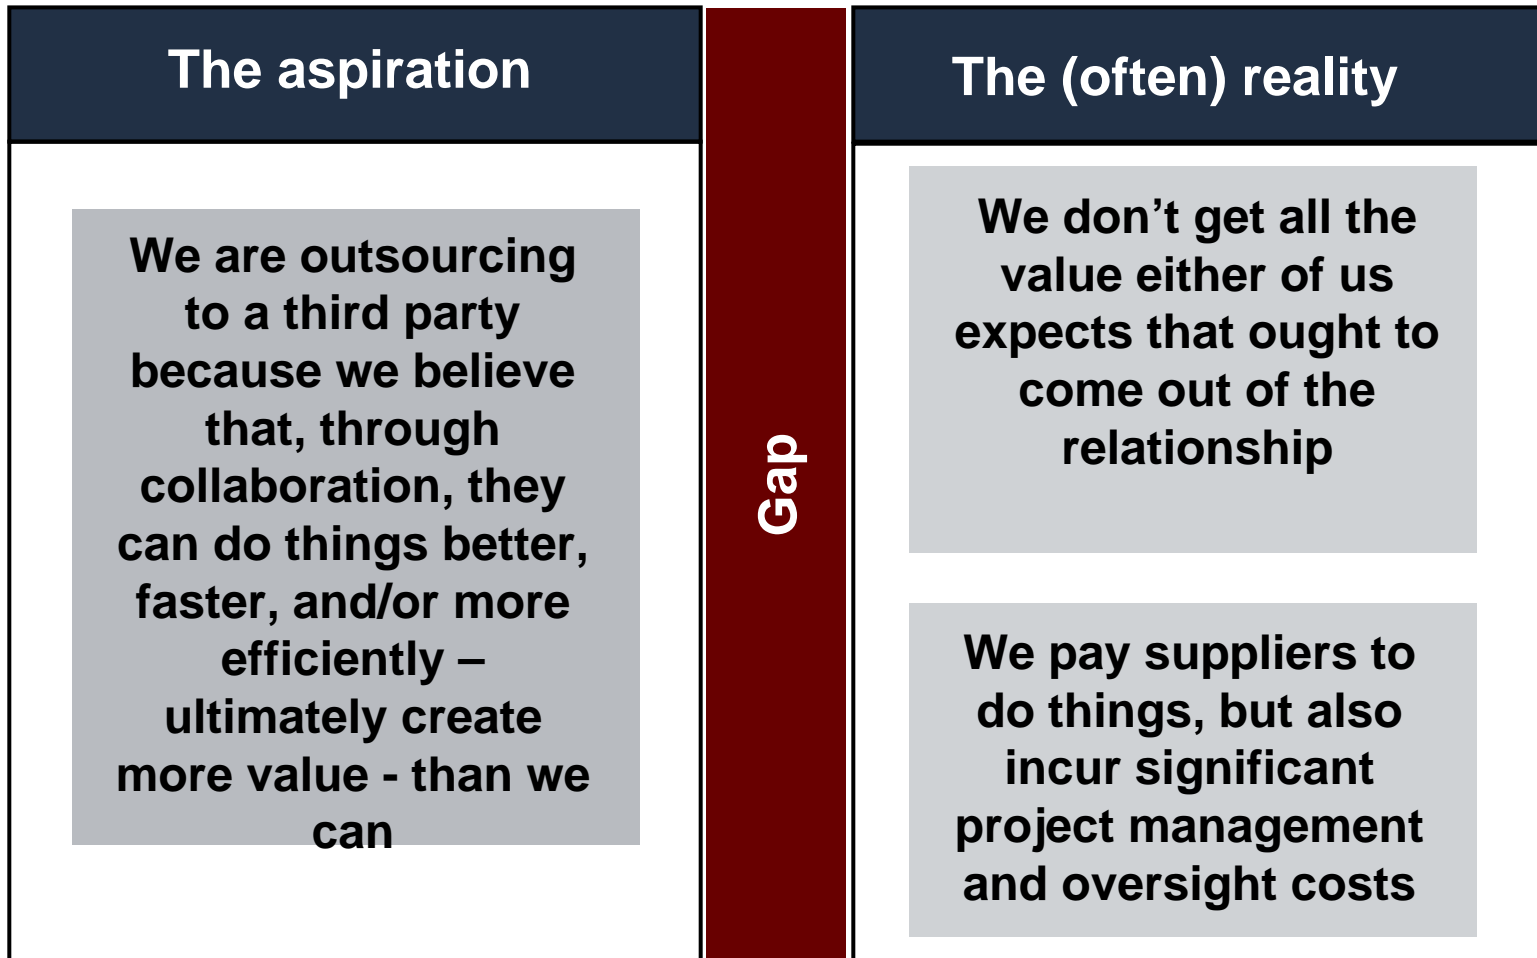 The aspiration
We are outsourcing
to a third party
because we believe
that, through
collaboration, they
can do things better,
faster, and/or more
efficiently –
ultimately create
more value - than we
can
Gap
The (often) reality
We don’t get all the
value either of us
expects that ought to
come out of the
relationship
We pay suppliers to
do things, but also
incur significant
project management
and oversight costs